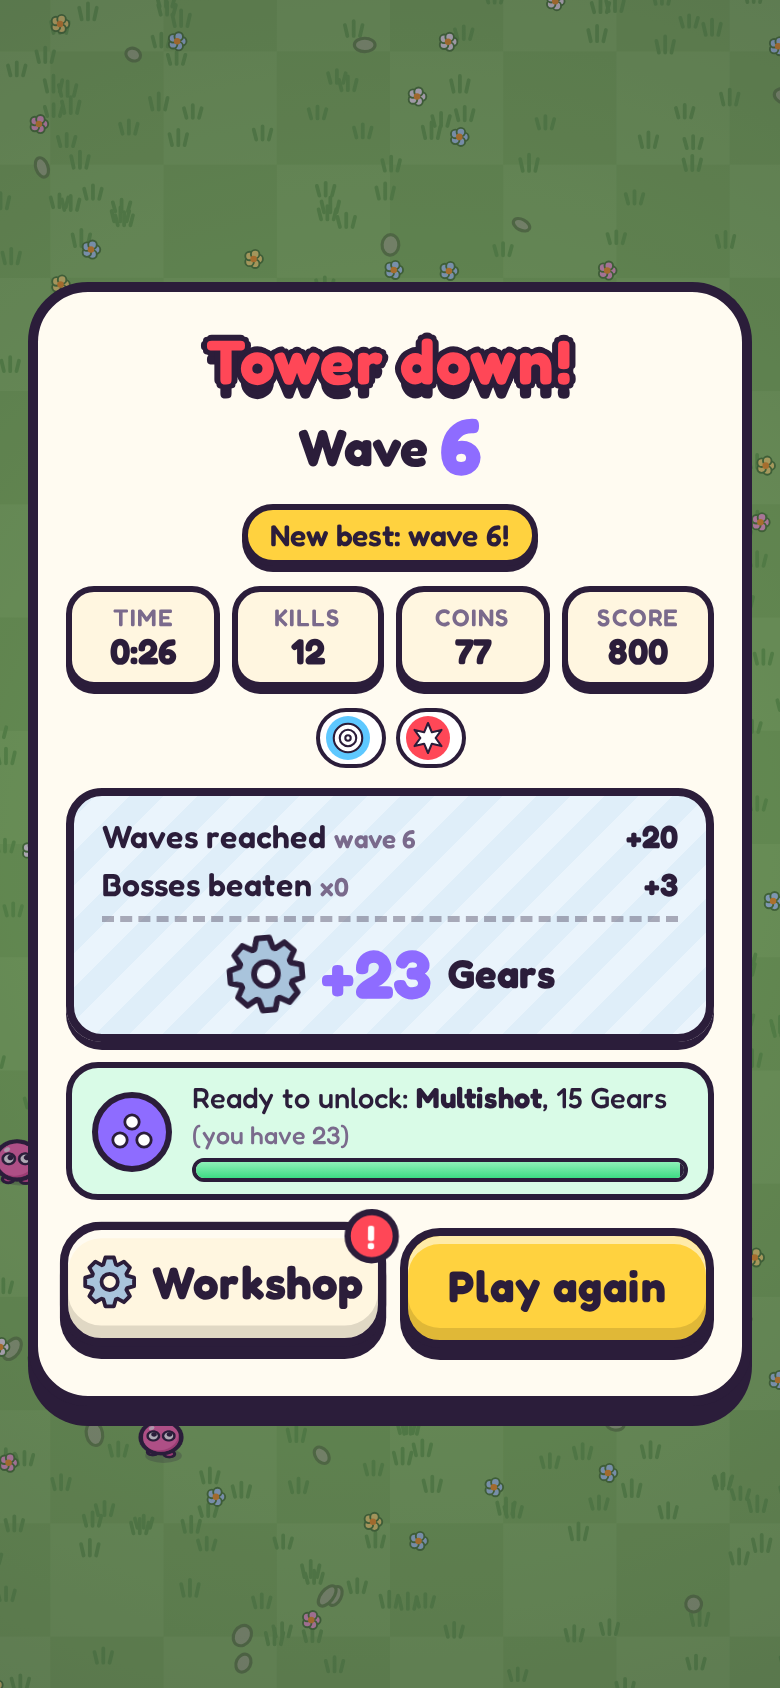 Tower down!
Wave 6
New best: wave 6!
TIME KILLS COINS SCORE
0:26 12 77 800
Waves reached wave 6 +20
Bosses beaten x0 +3
+23 Gears
Ready to unlock: Multishot, 15 Gears
(you have 23)
!
Workshop Play again